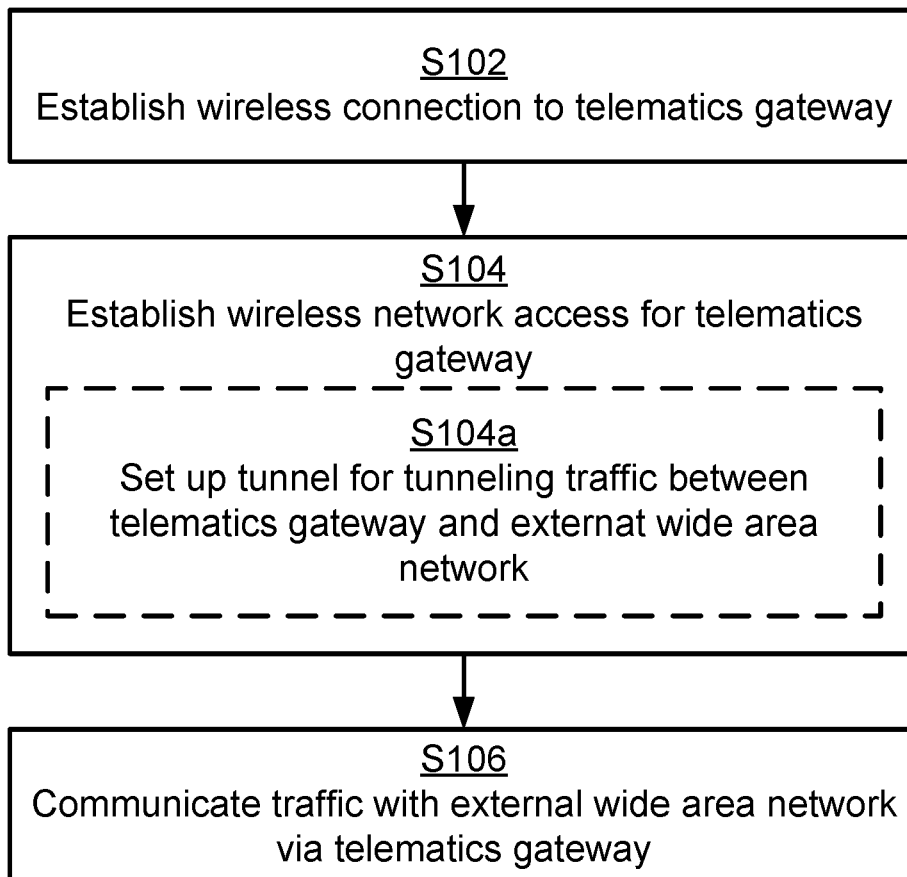 S102
Establish wireless connection to telematics gateway
S104
Establish wireless network access for telematics
gateway
S104a
Set up tunnel for tunneling traffic between
telematics gateway and externat wide area
network
S106
Communicate traffic with external wide area network
via telematics gateway